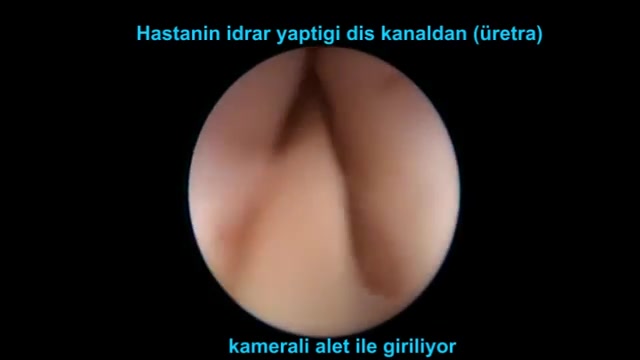 Hastanin idrar yaptigi dis kanaldan (üretra)
kamerali alet ile giriliyor